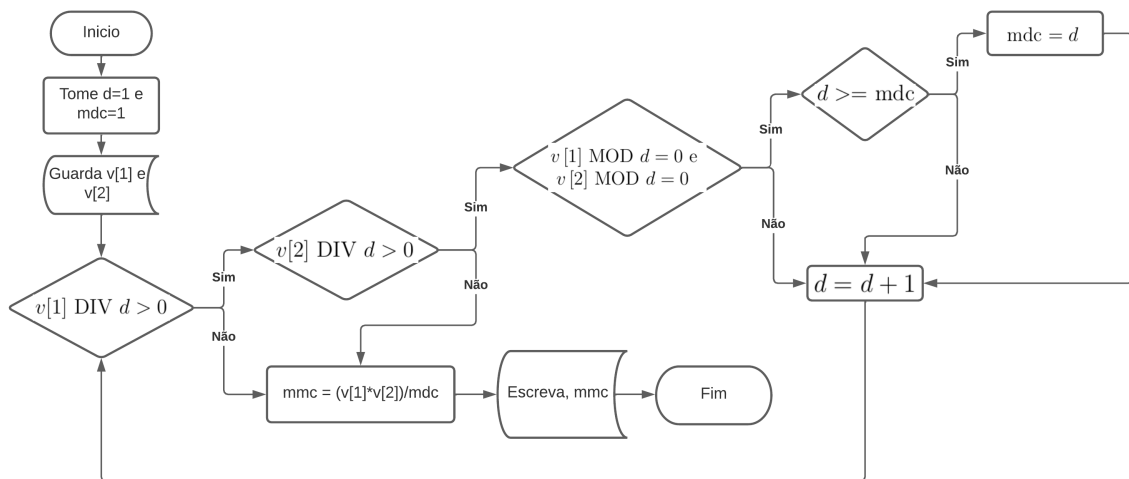 Inicio
Tome d=1 e
mdc=1
Guarda v[1] e
v[2]
v[1] DIV d > 0
Sim
Não
v[2] DIV d > 0
Sim
Não
v[1] MOD d = 0 e
v[2] MOD d = 0
Sim
Não
d >= mdc
Sim
Não
mdc = d
d = d + 1
mmc = (v[1]*v[2])/mdc
Escreva, mmc
Fim